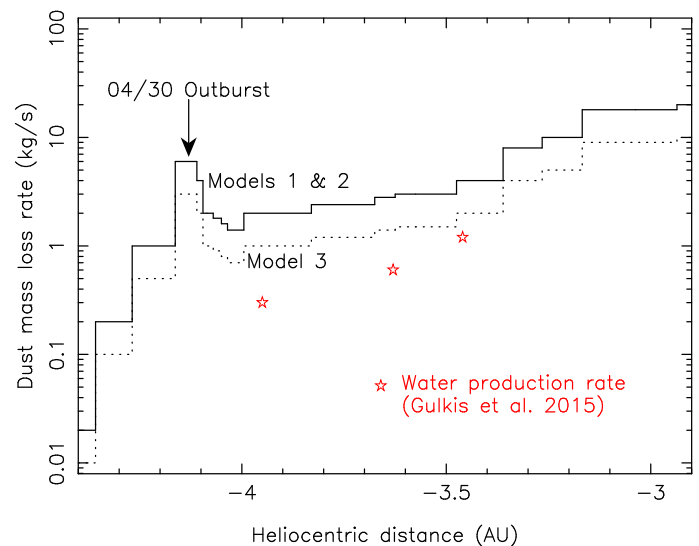 100
10
1
0.1
0.01
Dust mass loss rate (kg/s)
04/30 Outburst
Models 1 & 2
Model 3
Water production rate
(Gulkis et al. 2015)
−4
−3.5
−3
Heliocentric distance (AU)